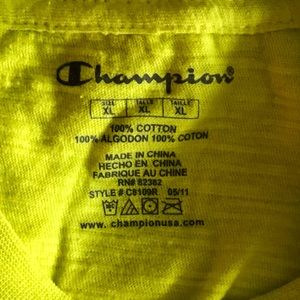 Champion
SIZE TALLA TAILLE
XL XL XL
100% COTTON
100% ALGODON 100% COTON
MADE IN CHINA
HECHO EN CHINA
FABRIQUE AU CHINE
RN# 82382
STYLE # C8109R 05/11
www.championusa.com